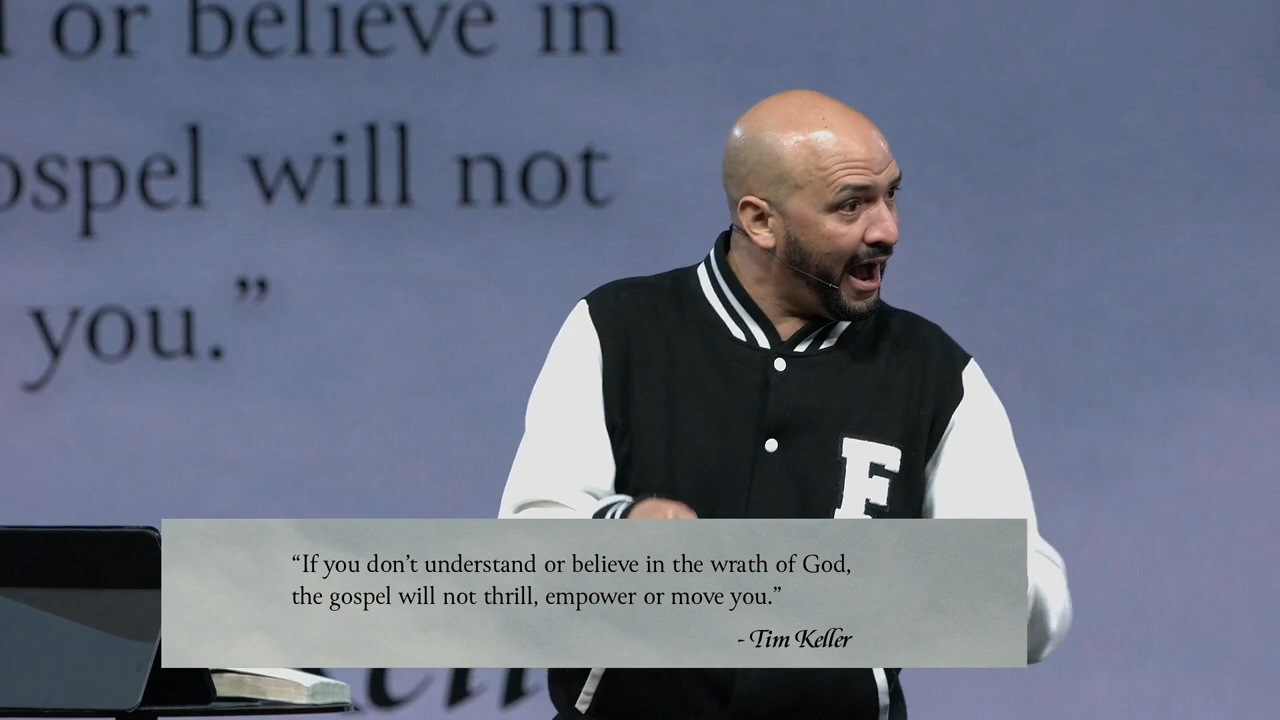 or believe in
ospel will not
you.”
E
“If you don’t understand or believe in the wrath of God,
the gospel will not thrill, empower or move you.”
- Tim Keller